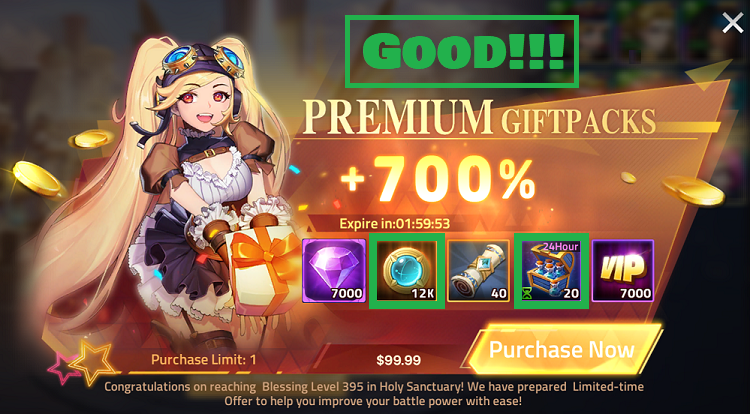 GOOD!!!
PREMIUM GIFTPACKS
+700%
Expire in:01:59:53
24Hour
7000 12K 40 20 VIP 7000
Purchase Limit: 1 $99.99 Purchase Now
Congratulations on reaching Blessing Level 395 in Holy Sanctuary! We have prepared Limited-time
Offer to help you improve your battle power with ease!